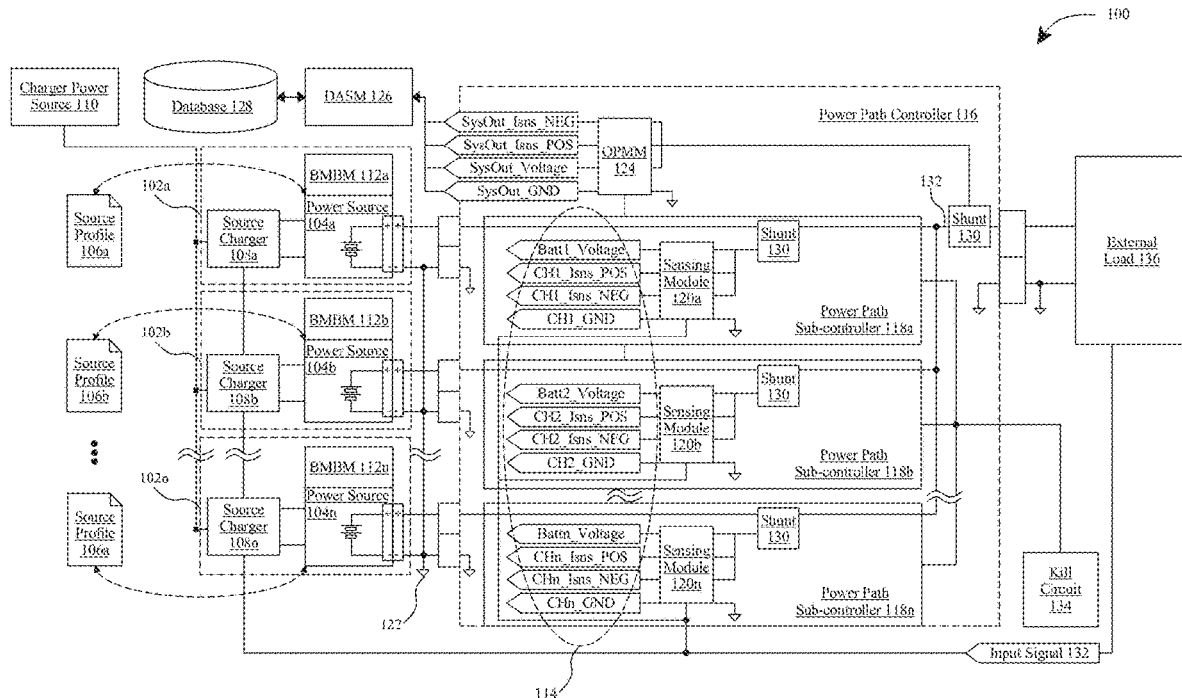 100
Charger Power
Source 110
Database 128
DASM 126
SysOut_Isns_NEG
SysOut_Isns_POS
SysOut_Voltage
SysOut_GND
OPMM
124
Power Path Controller 116
132
Shunt
130
External
Load 136
102a
Source
Profile
106a
Source
Charger
108a
BMBM 112a
Power Source
104a
Batt1_Voltage
CH1_Isns_POS
CH1_Isns_NEG
CH1_GND
Sensing
Module
120a
Shunt
130
Power Path
Sub-controller 118a
102b
Source
Profile
106b
Source
Charger
108b
BMBM 112b
Power Source
104b
Batt2_Voltage
CH2_Isns_POS
CH2_Isns_NEG
CH2_GND
Sensing
Module
120b
Shunt
130
Power Path
Sub-controller 118b
102n
Source
Profile
106n
Source
Charger
108n
BMBM 112n
Power Source
104n
Battn_Voltage
CHn_Isns_POS
CHn_Isns_NEG
CHn_GND
Sensing
Module
120n
Shunt
130
Power Path
Sub-controller 118n
Kill
Circuit
134
122
Input Signal 132
114